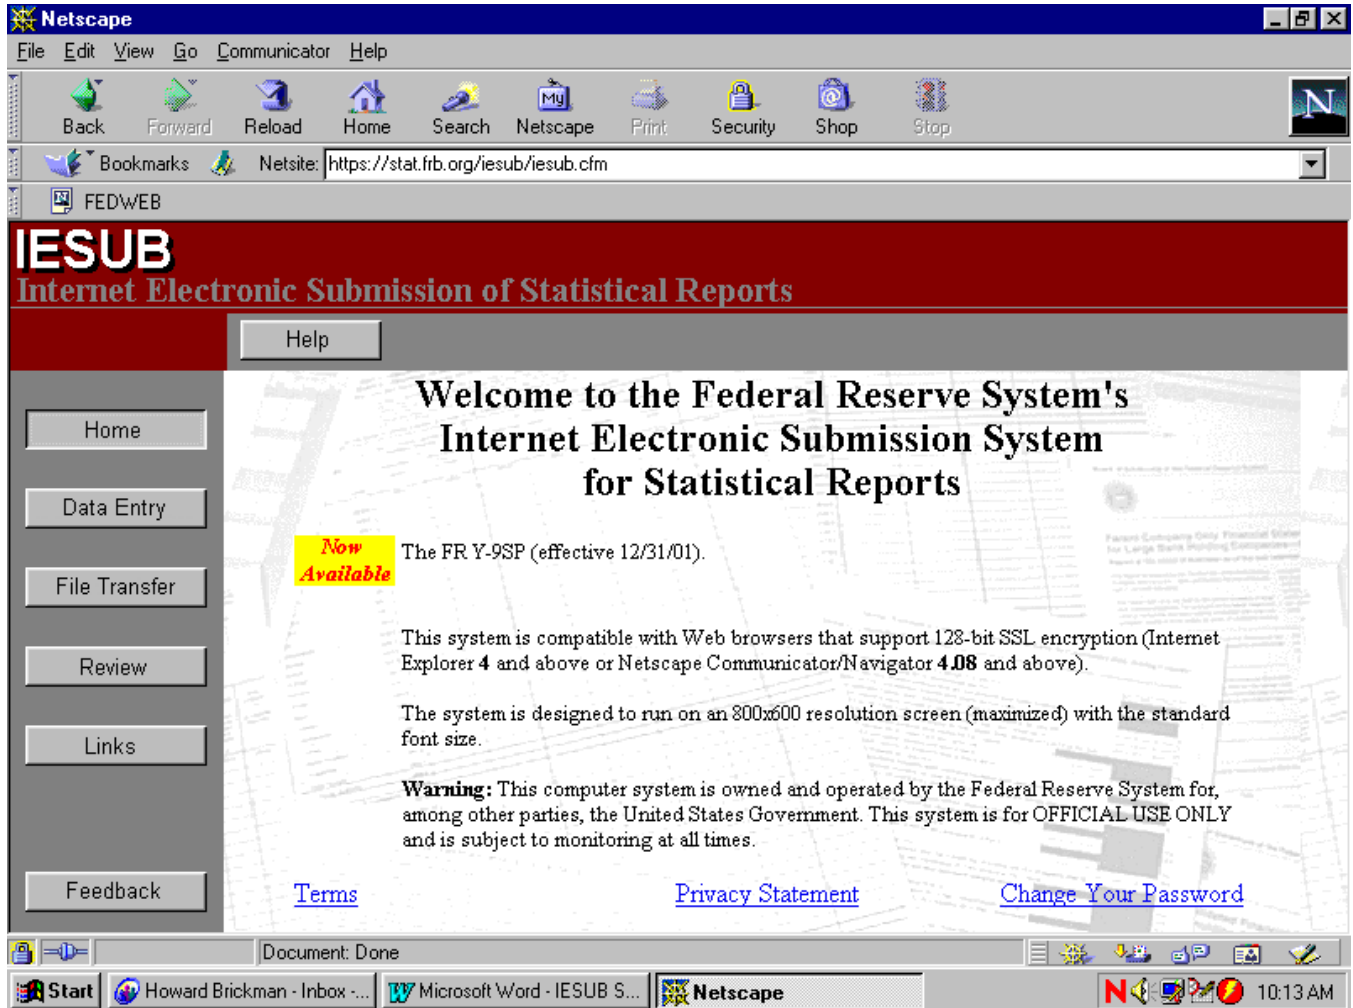 Netscape
File Edit View Go Communicator Help
Back Forward Reload Home Search Netscape Print Security Shop Stop
My
N
Bookmarks Netsite: https://stat.frb.org/iesub/iesub.cfm
FEDWEB
IESUB
Internet Electronic Submission of Statistical Reports
Help
Welcome to the Federal Reserve System's
Internet Electronic Submission System
for Statistical Reports
Home
Data Entry
File Transfer
Review
Links
Feedback
Now
Available
The FR Y-9SP (effective 12/31/01).
This system is compatible with Web browsers that support 128-bit SSL encryption (Internet
Explorer 4 and above or Netscape Communicator/Navigator 4.08 and above).
The system is designed to run on an 800x600 resolution screen (maximized) with the standard
font size.
Warning: This computer system is owned and operated by the Federal Reserve System for,
among other parties, the United States Government. This system is for OFFICIAL USE ONLY
and is subject to monitoring at all times.
Terms Privacy Statement Change Your Password
Document: Done
Start Howard Brickman - Inbox -... Microsoft Word - IESUB S... Netscape N 10:13 AM